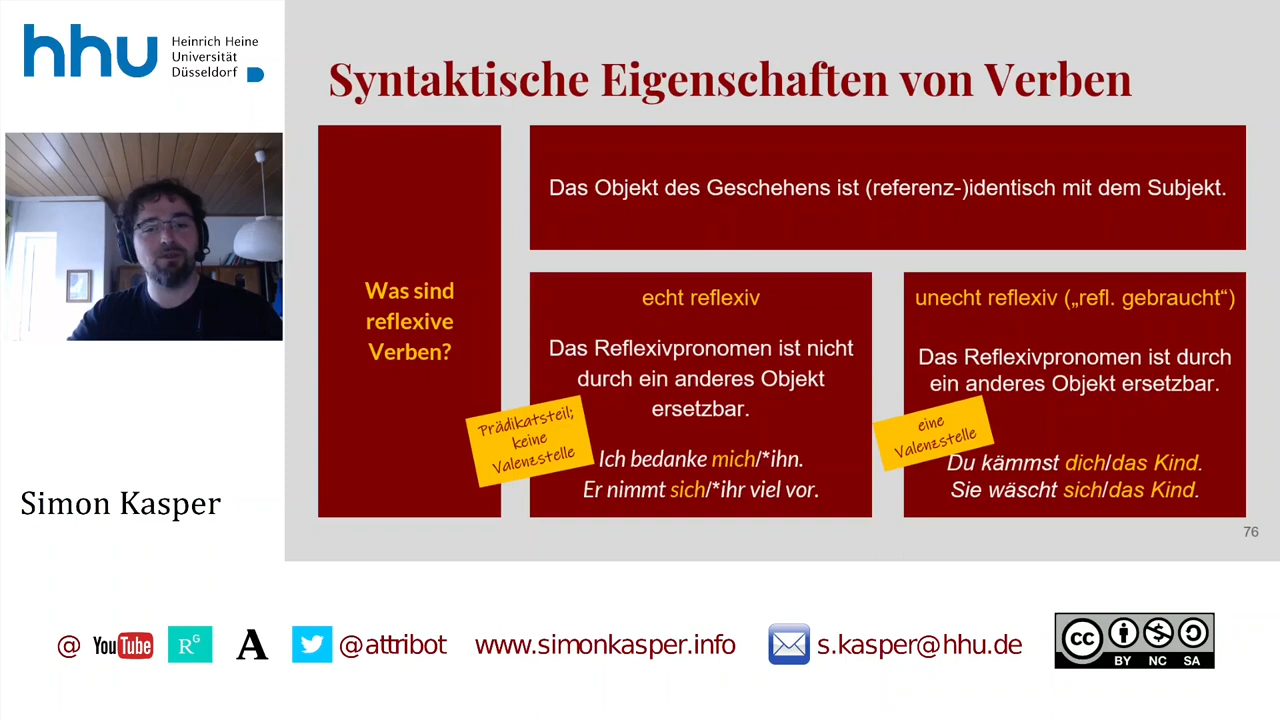 hhu
Heinrich Heine
Universität
Düsseldorf
Syntaktische Eigenschaften von Verben
Was sind
reflexive
Verben?
Das Objekt des Geschehens ist (referenz-)identisch mit dem Subjekt.
echt reflexiv
Das Reflexivpronomen ist nicht
durch ein anderes Objekt
ersetzbar.
Prädikatsteil;
keine
Valenzstelle
Ich bedanke mich/*ihn.
Er nimmt sich/*ihr viel vor.
unecht reflexiv („refl. gebraucht“)
Das Reflexivpronomen ist durch
ein anderes Objekt ersetzbar.
eine
Valenzstelle
Du kämmst dich/das Kind.
Sie wäscht sich/das Kind.
76
Simon Kasper
@ YouTube RG A @attribot www.simonkasper.info s.kasper@hhu.de
cc
BY NC SA